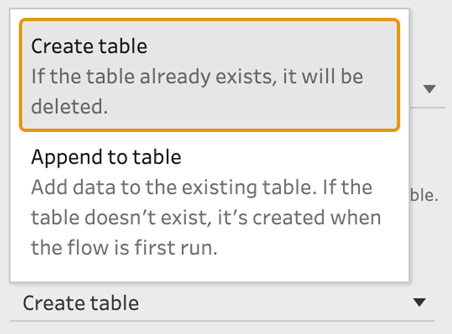 Create table
If the table already exists, it will be
deleted.
Append to table
Add data to the existing table. If the
table doesn’t exist, it’s created when
the flow is first run.
ble.
Create table